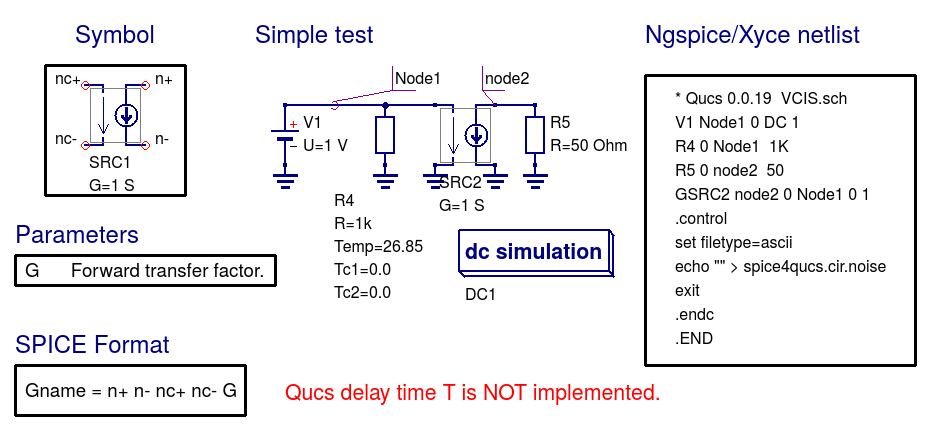 Symbol
nc+ n+
nc- n-
SRC1
G=1 S
Parameters
G Forward transfer factor.
SPICE Format
Gname = n+ n- nc+ nc- G
Simple test
Node1
node2
+ V1
− U=1 V
R5
R=50 Ohm
SRC2
G=1 S
R4
R=1k
Temp=26.85
Tc1=0.0
Tc2=0.0
dc simulation
DC1
Qucs delay time T is NOT implemented.
Ngspice/Xyce netlist
* Qucs 0.0.19  VCIS.sch
V1 Node1 0 DC 1
R4 0 Node1  1K
R5 0 node2  50
GSRC2 node2 0 Node1 0 1
.control
set filetype=ascii
echo "" > spice4qucs.cir.noise
exit
.endc
.END